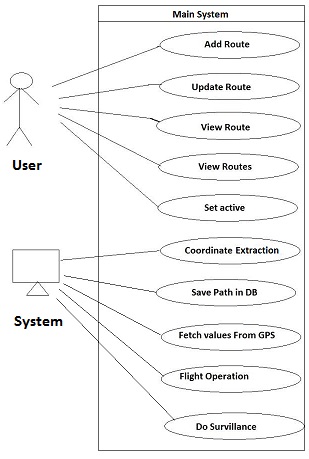 Main System
Add Route
Update Route
View Route
User
View Routes
Set active
Coordinate Extraction
Save Path in DB
System
Fetch values From GPS
Flight Operation
Do Survillance